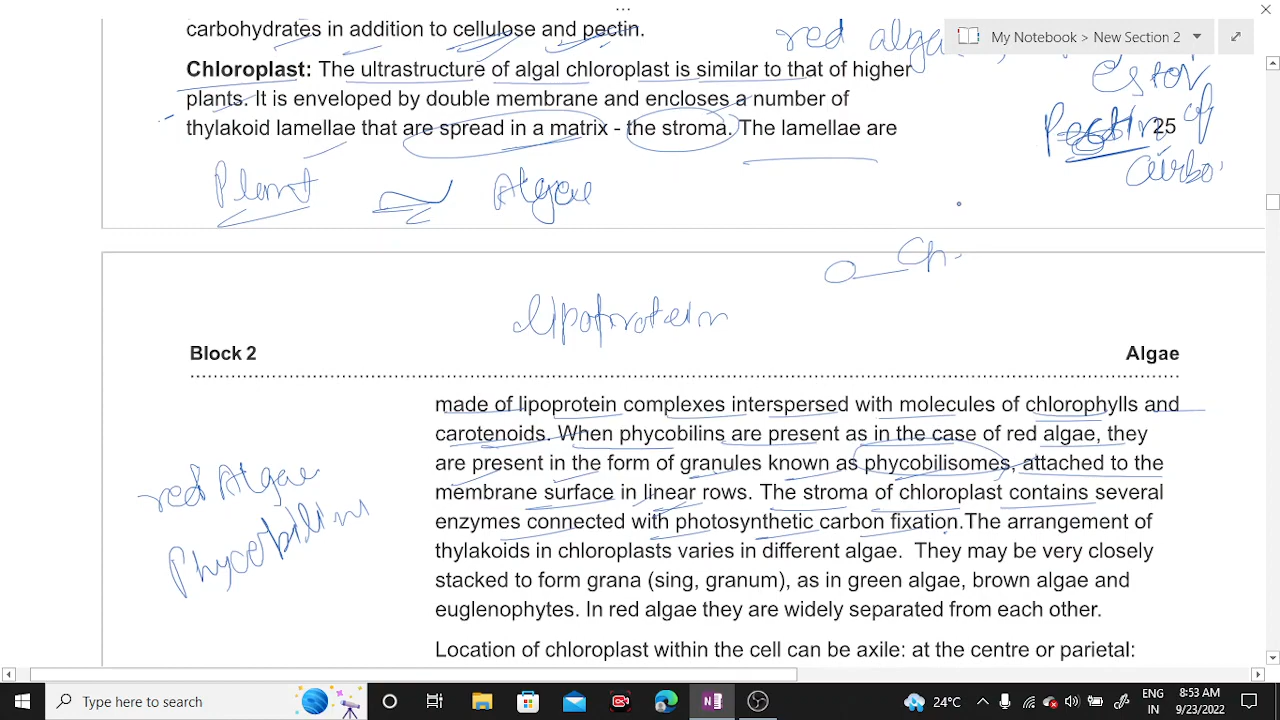 carbohydrates in addition to cellulose and pectin.
red algae
My Notebook > New Section 2
Chloroplast: The ultrastructure of algal chloroplast is similar to that of higher
plants. It is enveloped by double membrane and encloses a number of
thylakoid lamellae that are spread in a matrix - the stroma. The lamellae are
Ester
Pectin of
25
Carbo
Plant
Algae
Ch.
lipoprotein
Block 2
Algae
made of lipoprotein complexes interspersed with molecules of chlorophylls and
carotenoids. When phycobilins are present as in the case of red algae, they
are present in the form of granules known as phycobilisomes, attached to the
membrane surface in linear rows. The stroma of chloroplast contains several
enzymes connected with photosynthetic carbon fixation.The arrangement of
thylakoids in chloroplasts varies in different algae. They may be very closely
stacked to form grana (sing, granum), as in green algae, brown algae and
euglenophytes. In red algae they are widely separated from each other.
red Algae
Phycobilins
Location of chloroplast within the cell can be axile: at the centre or parietal:
Type here to search
24°C
ENG
IN
8:53 AM
9/23/2022